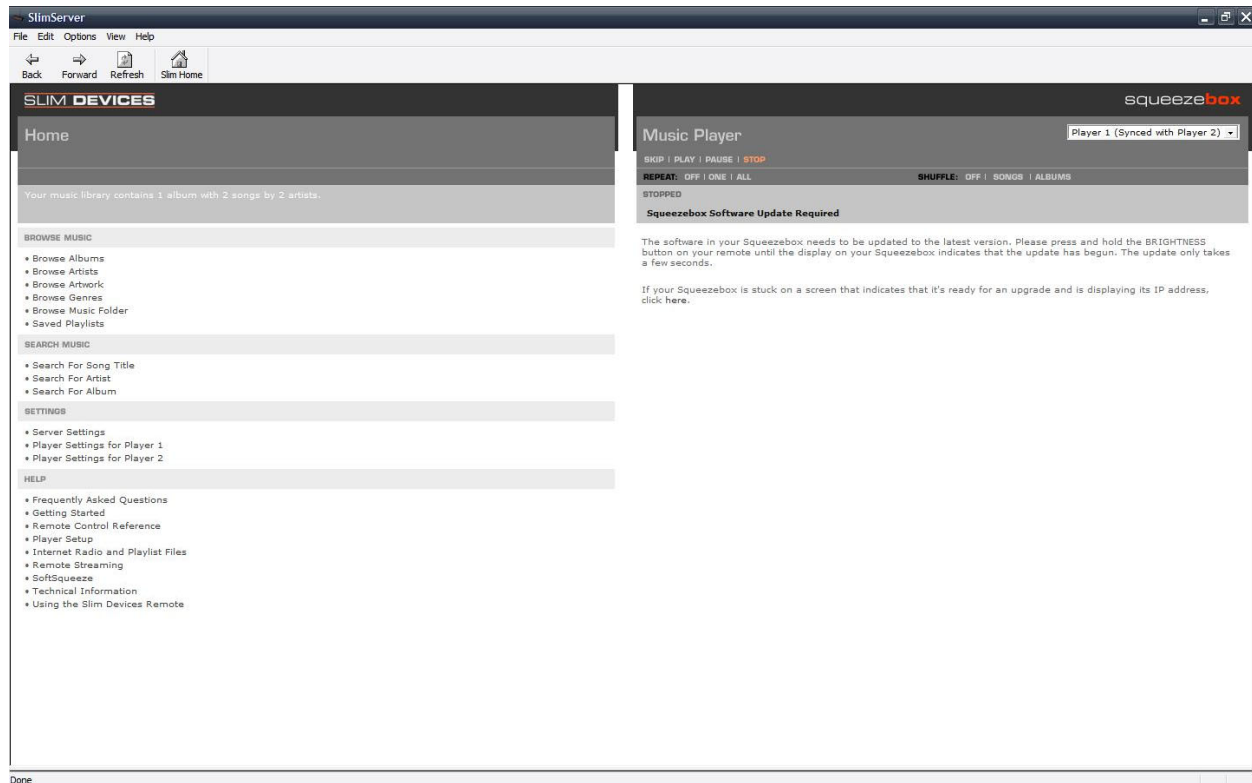 SlimServer
File Edit Options View Help
Back Forward Refresh Slim Home
SLIM DEVICES
Home
Your music library contains 1 album with 2 songs by 2 artists.
BROWSE MUSIC
• Browse Albums
• Browse Artists
• Browse Artwork
• Browse Genres
• Browse Music Folder
• Saved Playlists
SEARCH MUSIC
• Search For Song Title
• Search For Artist
• Search For Album
SETTINGS
• Server Settings
• Player Settings for Player 1
• Player Settings for Player 2
HELP
• Frequently Asked Questions
• Getting Started
• Remote Control Reference
• Player Setup
• Internet Radio and Playlist Files
• Remote Streaming
• SoftSqueeze
• Technical Information
• Using the Slim Devices Remote
squeezebox
Music Player
Player 1 (Synced with Player 2)
SKIP | PLAY | PAUSE | STOP
REPEAT: OFF | ONE | ALL SHUFFLE: OFF | SONGS | ALBUMS
STOPPED
Squeezebox Software Update Required
The software in your Squeezebox needs to be updated to the latest version. Please press and hold the BRIGHTNESS
button on your remote until the display on your Squeezebox indicates that the update has begun. The update only takes
a few seconds.
If your Squeezebox is stuck on a screen that indicates that it's ready for an upgrade and is displaying its IP address,
click here.
Done